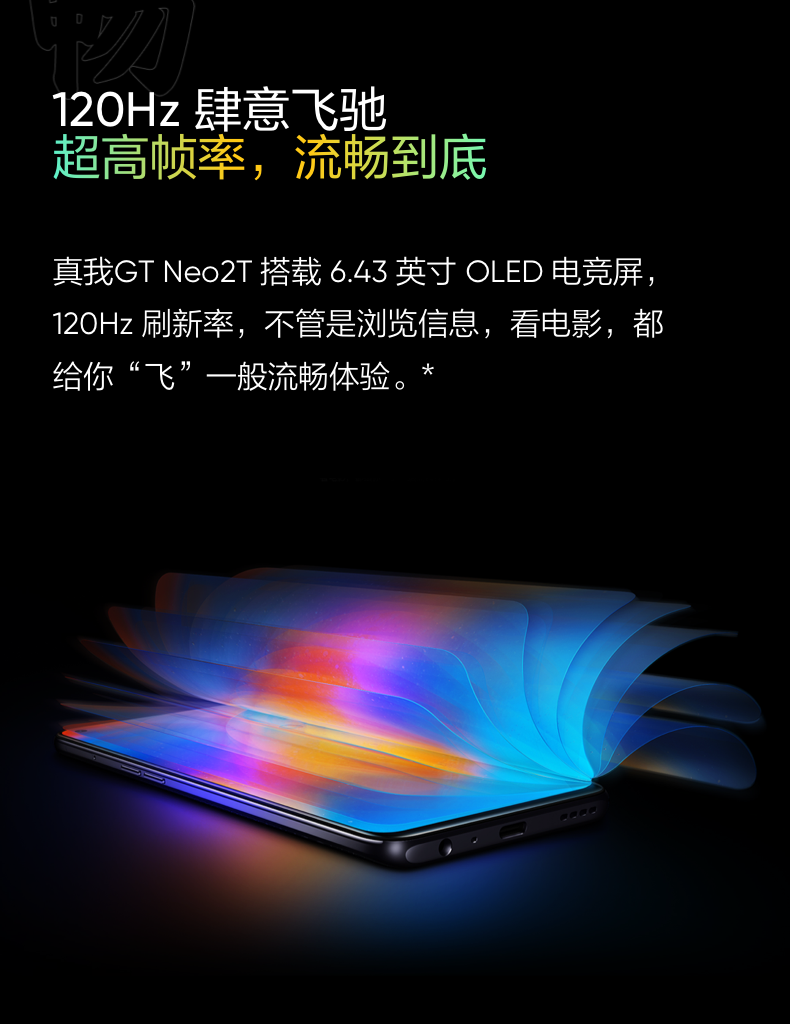 畅
120Hz 肆意飞驰
超高帧率，流畅到底
真我GT Neo2T 搭载 6.43 英寸 OLED 电竞屏，
120Hz 刷新率，不管是浏览信息，看电影，都
给你“飞”一般流畅体验。*